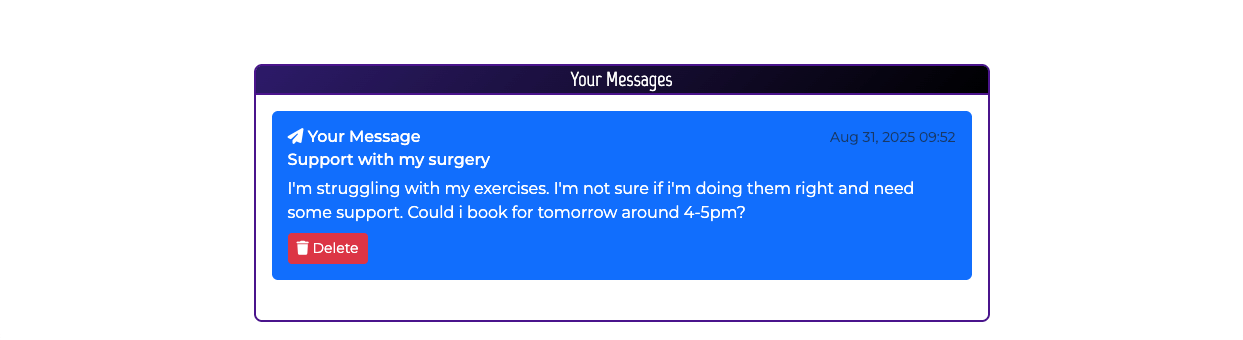 Your Messages
Your Message Aug 31, 2025 09:52
Support with my surgery
I'm struggling with my exercises. I'm not sure if i'm doing them right and need
some support. Could i book for tomorrow around 4-5pm?
Delete